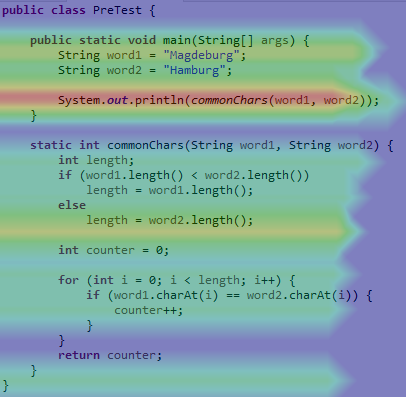 public class PreTest {
public static void main(String[] args) {
String word1 = "Magdeburg";
String word2 = "Hamburg";
System.out.println(commonChars(word1, word2));
}
static int commonChars(String word1, String word2) {
int length;
if (word1.length() < word2.length())
length = word1.length();
else
length = word2.length();
int counter = 0;
for (int i = 0; i < length; i++) {
if (word1.charAt(i) == word2.charAt(i)) {
counter++;
}
}
return counter;
}
}